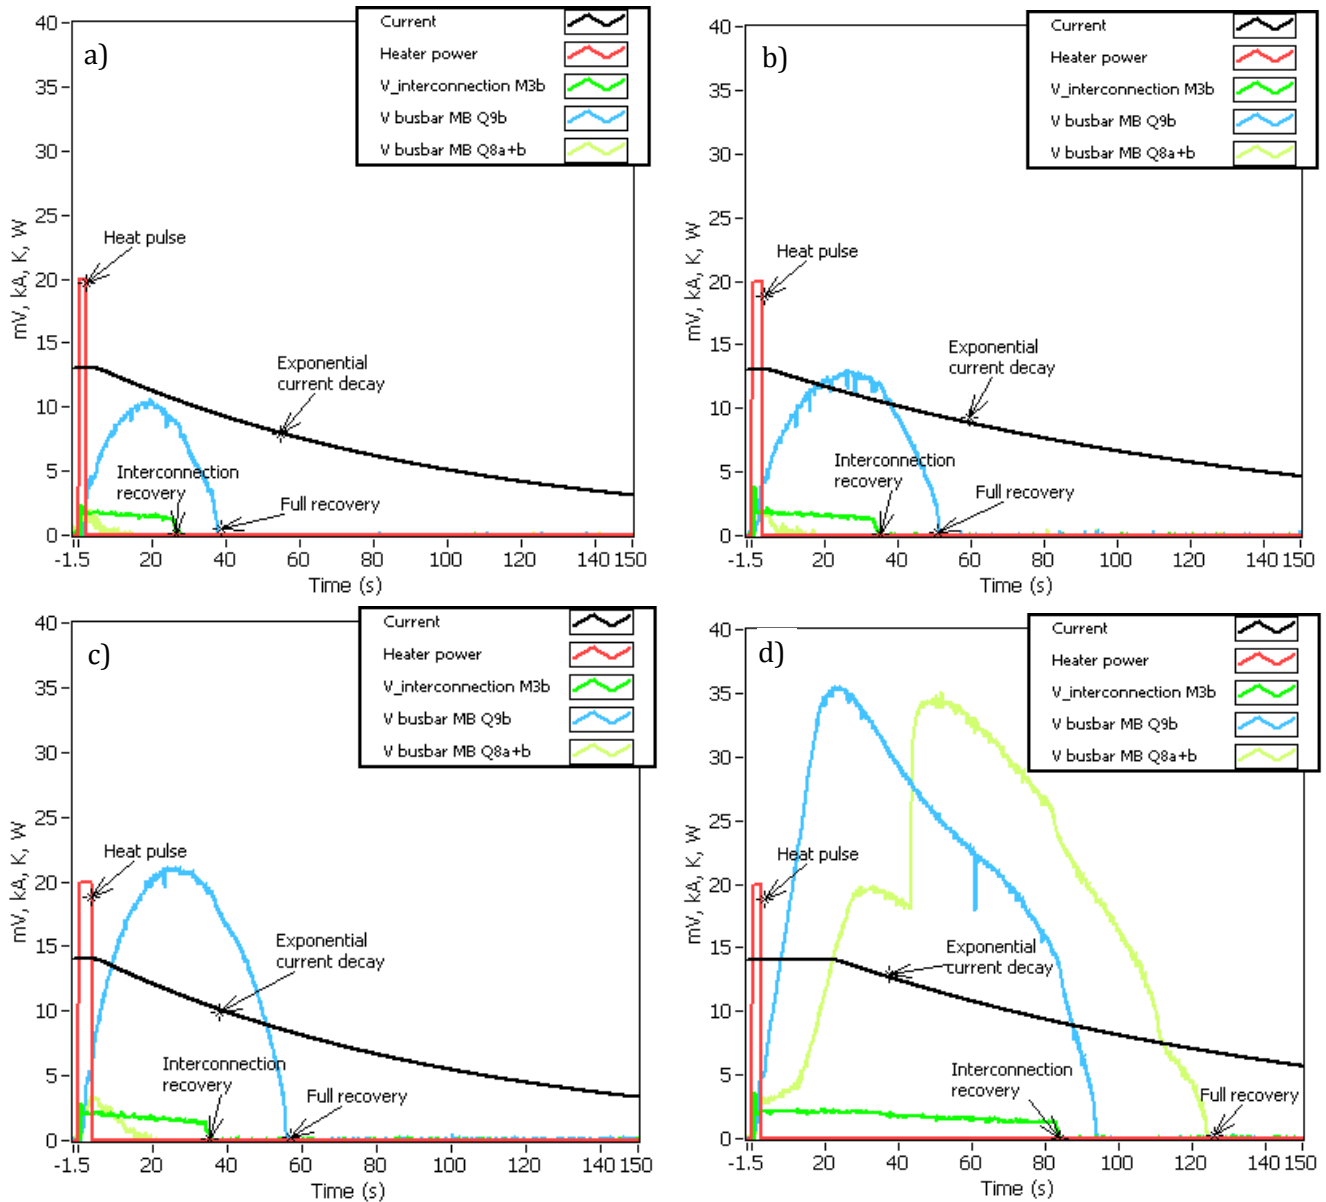 a)
Current
Heater power
V_interconnection M3b
V busbar MB Q9b
V busbar MB Q8a+b
40
35
30
25
20
15
10
5
0
mV, kA, K, W
Heat pulse
Exponential
current decay
Interconnection
recovery
Full recovery
-1.5 20 40 60 80 100 120 140 150
Time (s)
b)
Current
Heater power
V_interconnection M3b
V busbar MB Q9b
V busbar MB Q8a+b
40
35
30
25
20
15
10
5
0
mV, kA, K, W
Heat pulse
Exponential
current decay
Interconnection
recovery
Full recovery
-1.5 20 40 60 80 100 120 140 150
Time (s)
c)
Current
Heater power
V_interconnection M3b
V busbar MB Q9b
V busbar MB Q8a+b
40
35
30
25
20
15
10
5
0
mV, kA, K, W
Heat pulse
Exponential
current decay
Interconnection
recovery
Full recovery
-1.5 20 40 60 80 100 120 140 150
Time (s)
d)
Current
Heater power
V_interconnection M3b
V busbar MB Q9b
V busbar MB Q8a+b
40
35
30
25
20
15
10
5
0
mV, kA, K, W
Heat pulse
Exponential
current decay
Interconnection
recovery
Full recovery
-1.5 20 40 60 80 100 120 140 150
Time (s)